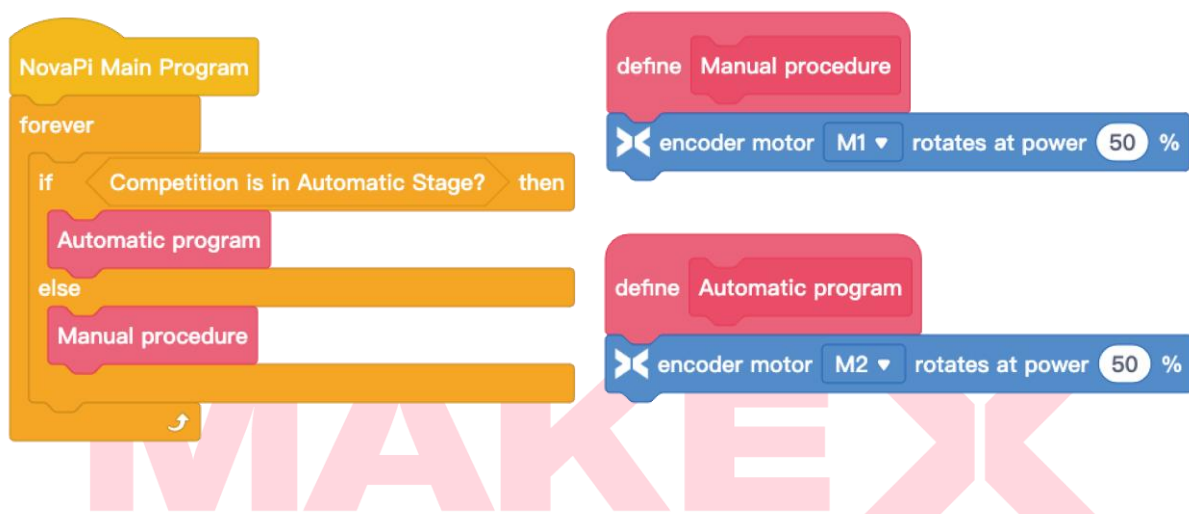 NovaPi Main Program
forever
if Competition is in Automatic Stage? then
Automatic program
else
Manual procedure
define Manual procedure
encoder motor M1 rotates at power 50 %
define Automatic program
encoder motor M2 rotates at power 50 %
MAKEX